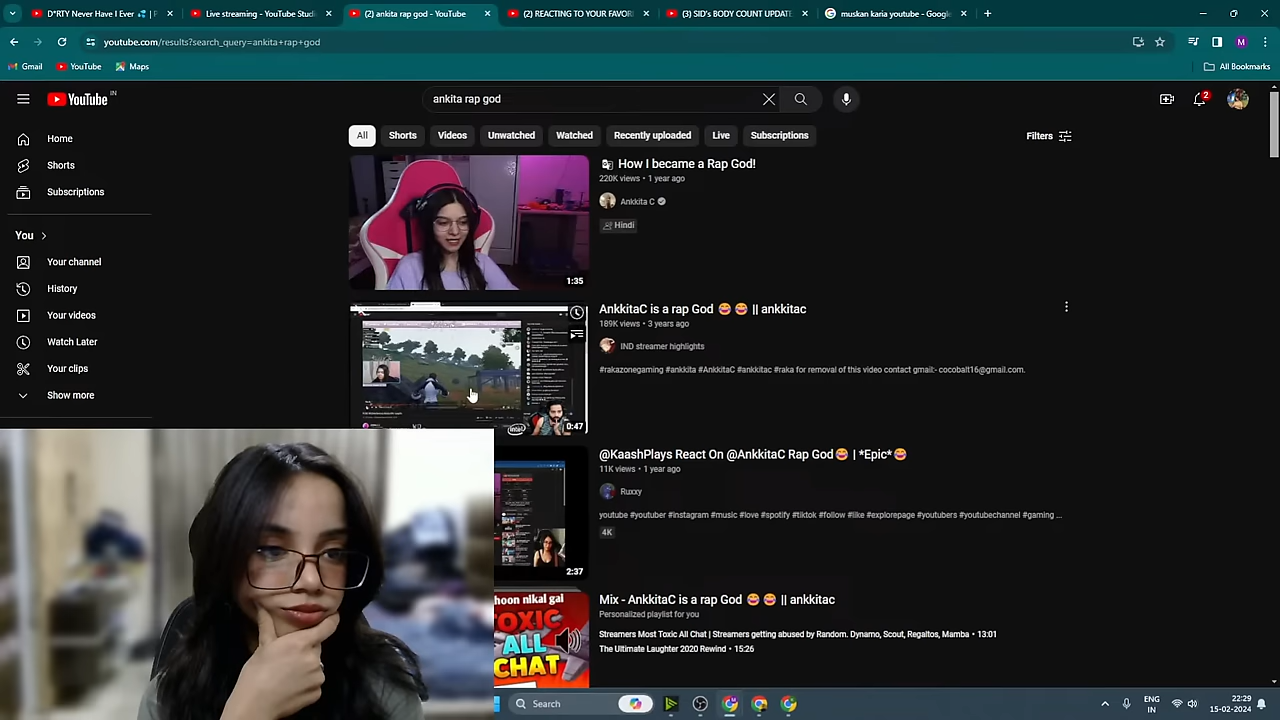 D*RTY Never Have I Ever 💦 | P
Live streaming - YouTube Studi
(2) ankita rap god - YouTube
(2) REACTING TO YOUR FAVOR
(3) SID's BODY COUNT UPDATE
muskan karia youtube - Google
youtube.com/results?search_query=ankita+rap+god
M
Gmail
YouTube
Maps
All Bookmarks
YouTube IN
ankita rap god
2
Home
Shorts
Subscriptions
You
Your channel
History
Your videos
Watch Later
Your clips
Show more
All
Shorts
Videos
Unwatched
Watched
Recently uploaded
Live
Subscriptions
Filters
How I became a Rap God!
220K views • 1 year ago
Ankkita C
Hindi
1:35
AnkkitaC is a rap God 😂 😂 || ankkitac
189K views • 3 years ago
IND streamer highlights
#rakazonegaming #ankkita #AnkkitaC #ankkitac #raka for removal of this video contact gmail:- cocobalt16@gmail.com.
intel
0:47
@KaashPlays React On @AnkkitaC Rap God😂 | *Epic*😂
11K views • 1 year ago
Ruxxy
youtube #youtuber #instagram #music #love #spotify #tiktok #follow #like #explorepage #youtubers #youtubechannel #gaming ...
4K
2:37
Mix - AnkkitaC is a rap God 😂 😂 || ankkitac
Personalized playlist for you
Streamers Most Toxic All Chat | Streamers getting abused by Random. Dynamo, Scout, Regaltos, Mamba • 13:01
The Ultimate Laughter 2020 Rewind • 15:26
hoon nikal gal
TOXIC
ALL
CHAT
Search
ENG
IN
22:29
15-02-2024